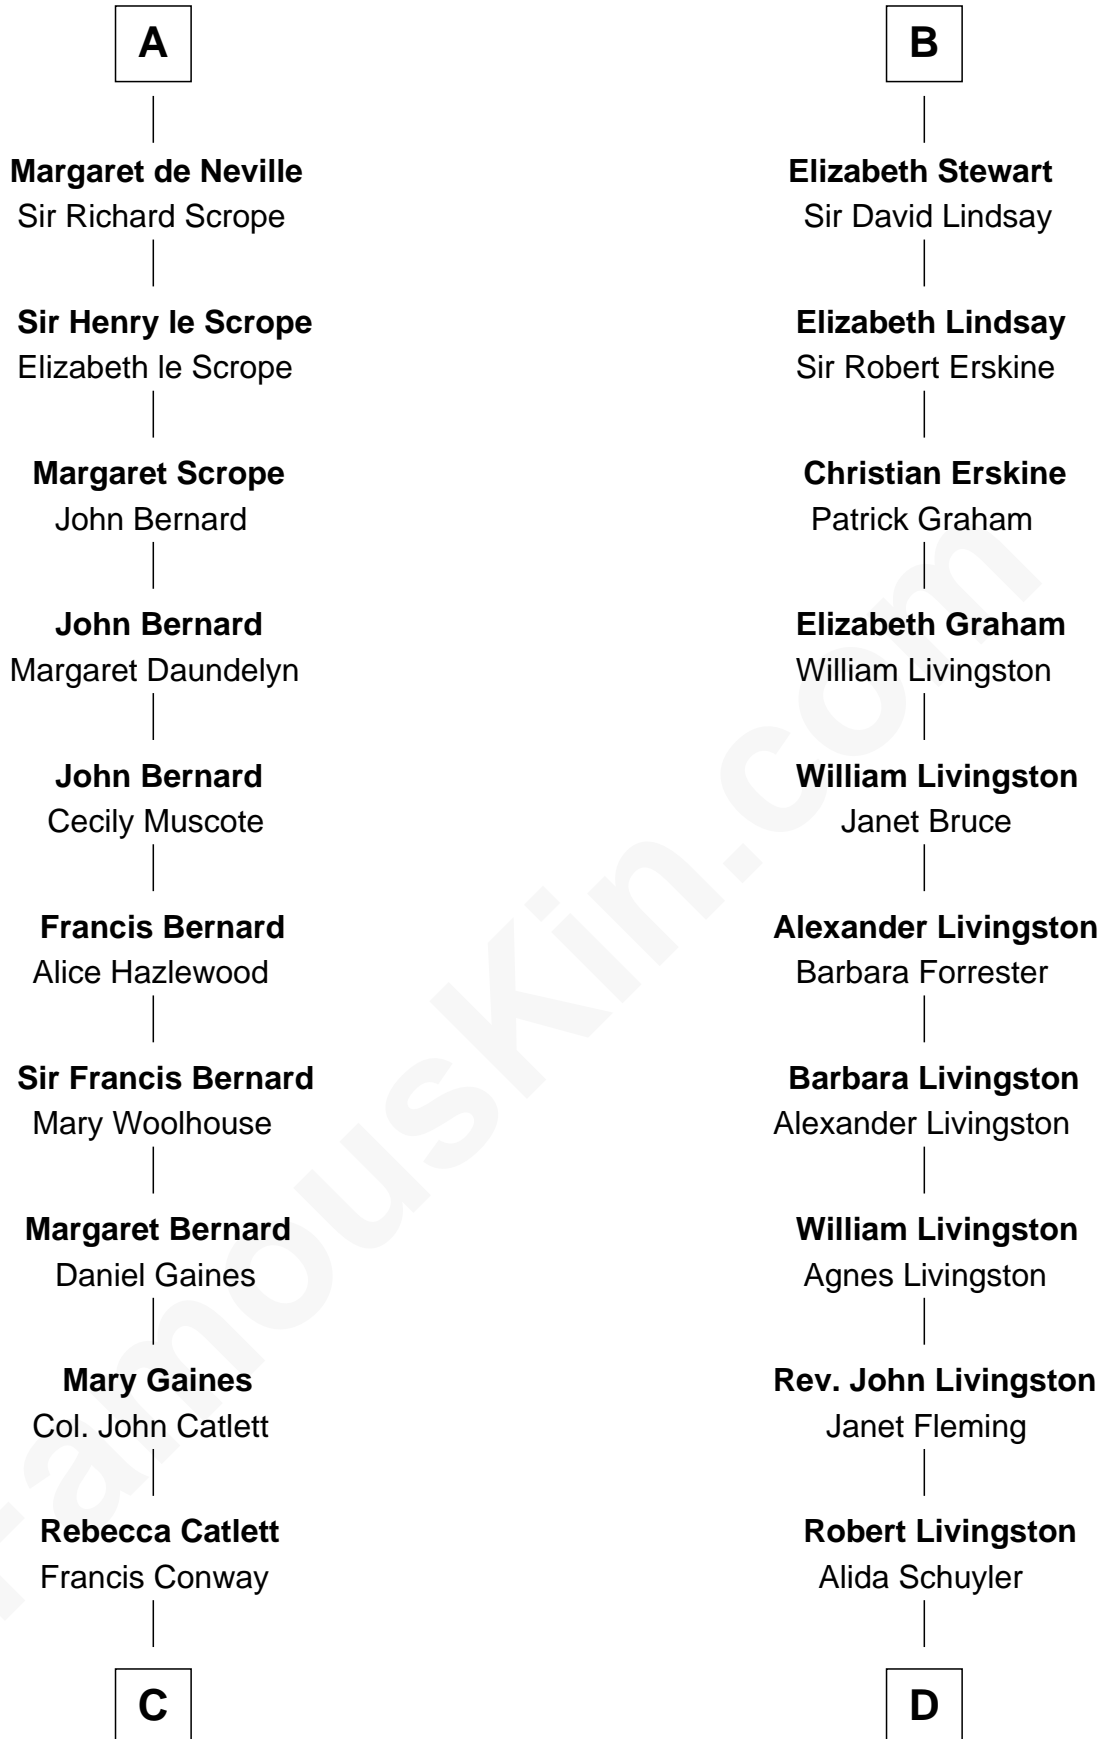 A
Margaret de Neville
Sir Richard Scrope
Sir Henry le Scrope
Elizabeth le Scrope
Margaret Scrope
John Bernard
John Bernard
Margaret Daundelyn
John Bernard
Cecily Muscote
Francis Bernard
Alice Hazlewood
Sir Francis Bernard
Mary Woolhouse
Margaret Bernard
Daniel Gaines
Mary Gaines
Col. John Catlett
Rebecca Catlett
Francis Conway
C
B
Elizabeth Stewart
Sir David Lindsay
Elizabeth Lindsay
Sir Robert Erskine
Christian Erskine
Patrick Graham
Elizabeth Graham
William Livingston
William Livingston
Janet Bruce
Alexander Livingston
Barbara Forrester
Barbara Livingston
Alexander Livingston
William Livingston
Agnes Livingston
Rev. John Livingston
Janet Fleming
Robert Livingston
Alida Schuyler
D
FamousKin.com